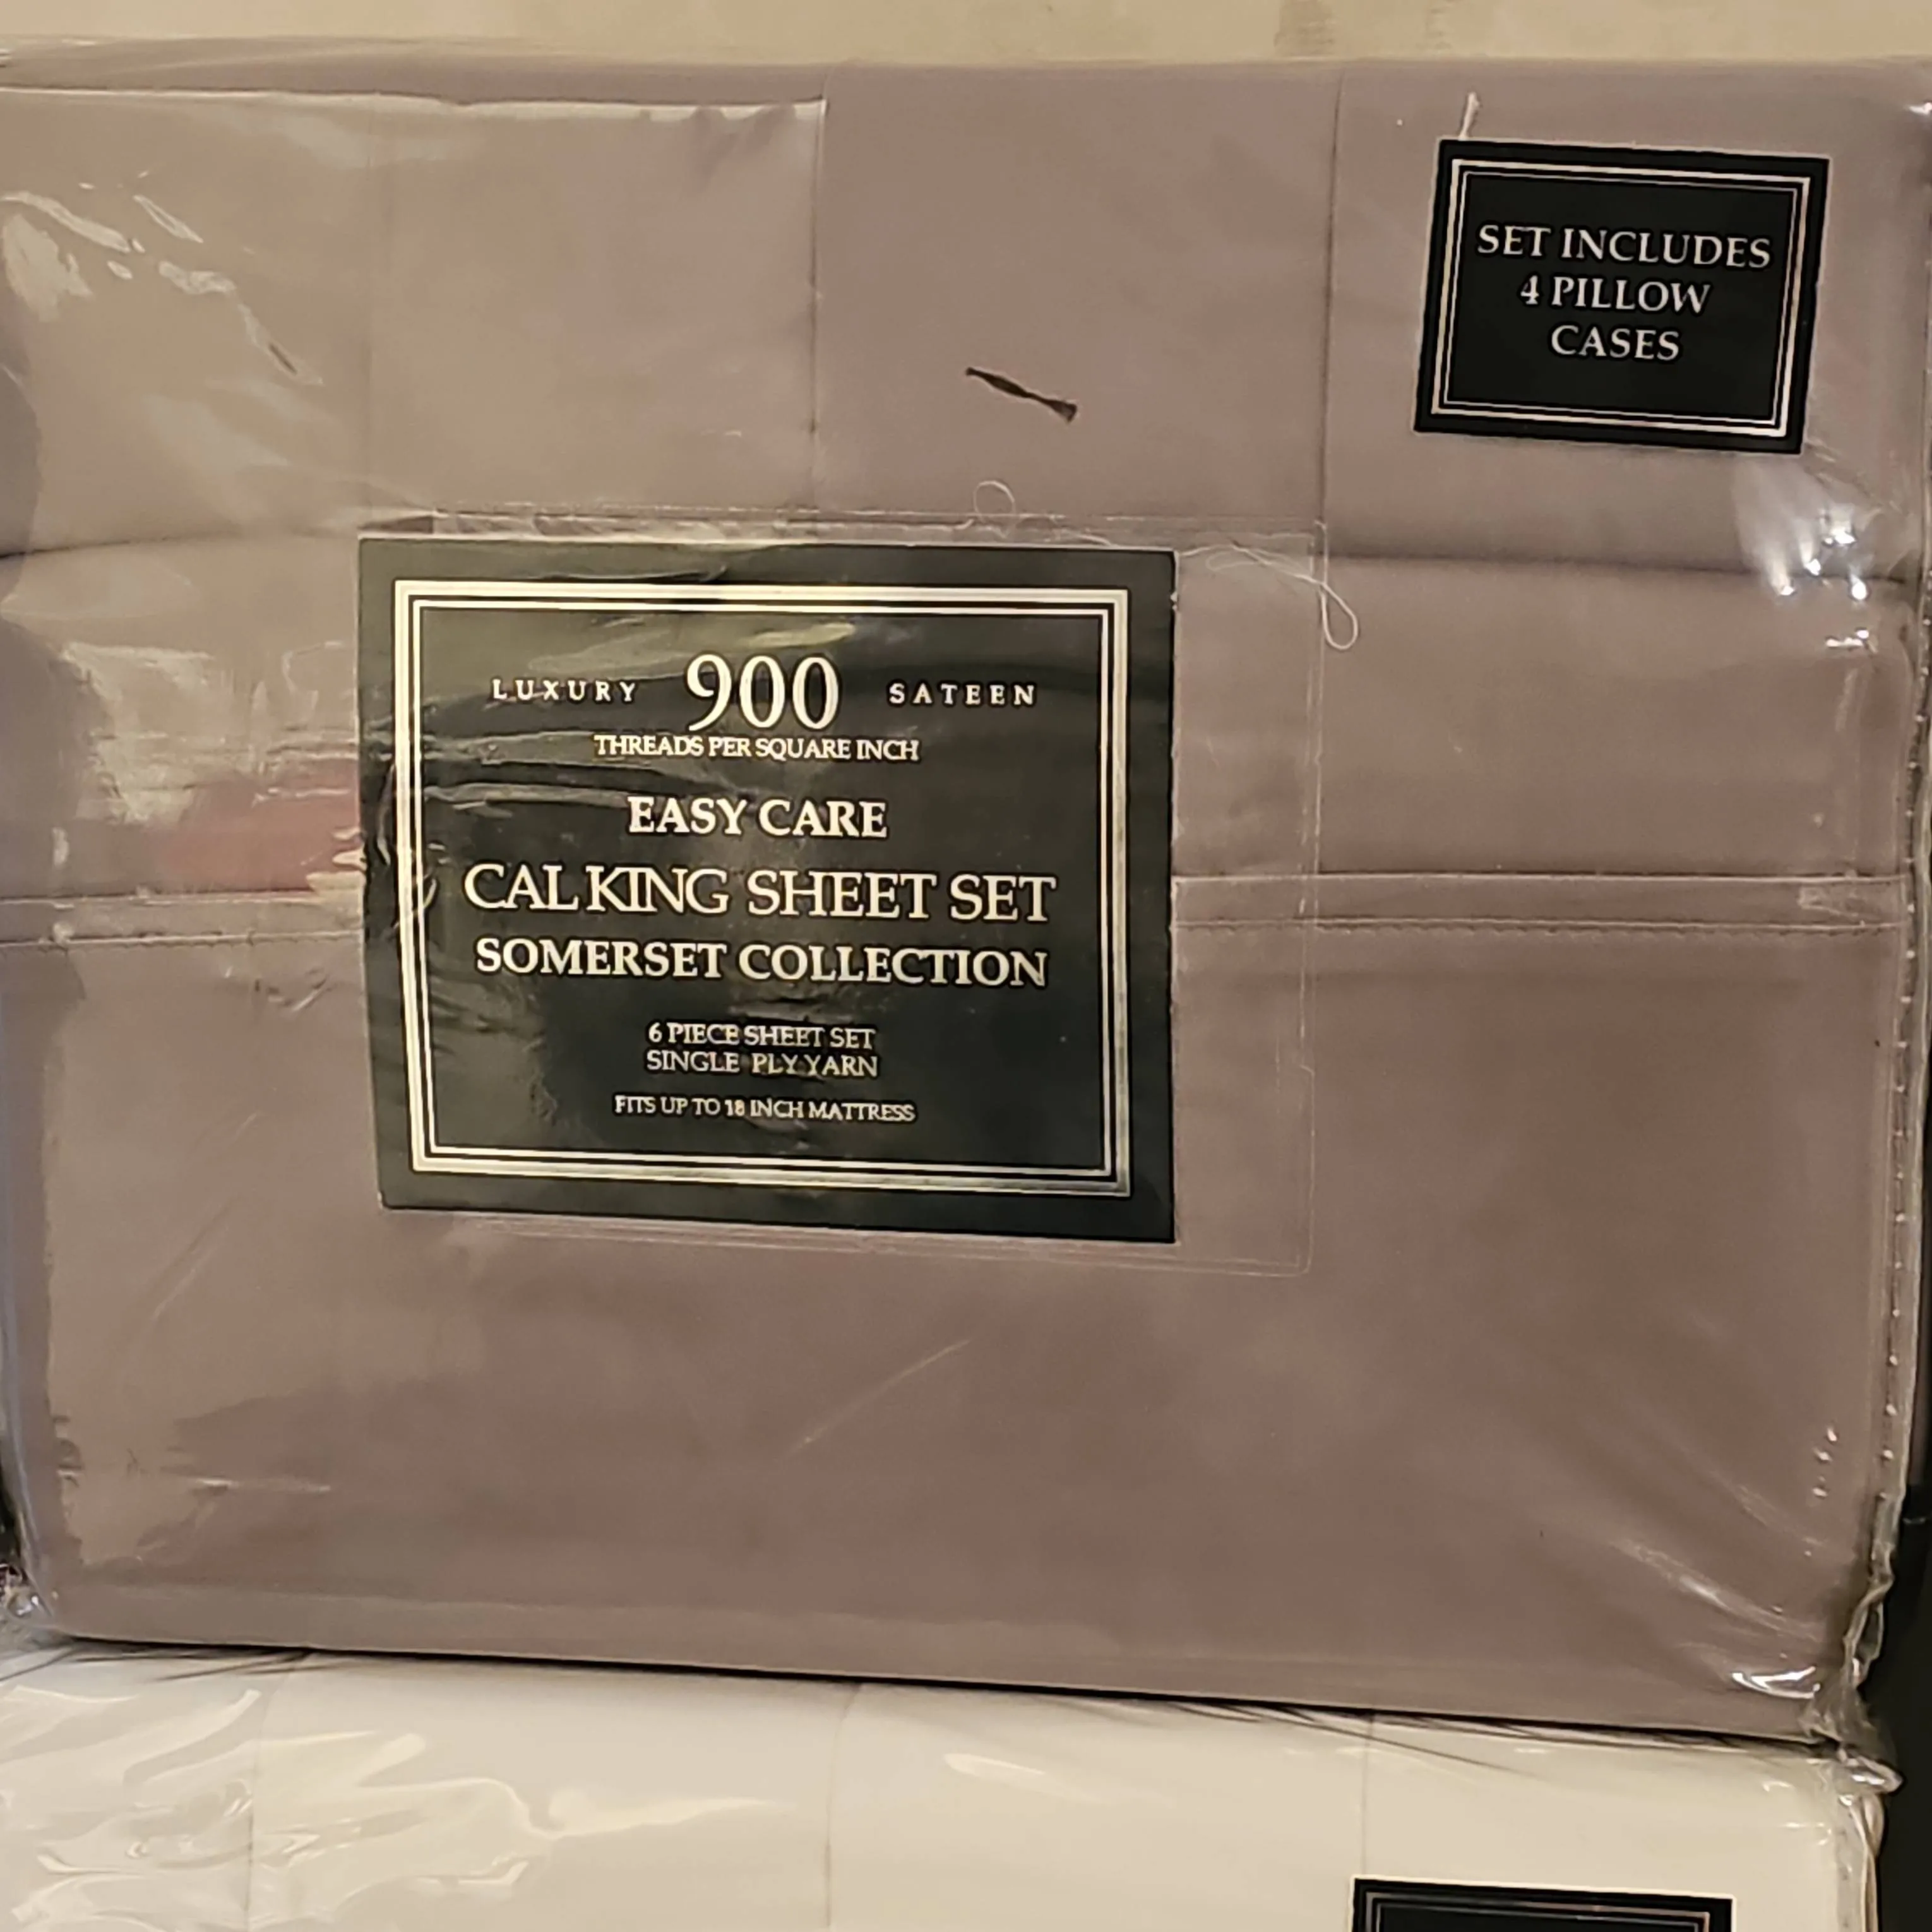 SET INCLUDES
4 PILLOW
CASES
LUXURY 900 SATEEN
THREADS PER SQUARE INCH
EASY CARE
CAL KING SHEET SET
SOMERSET COLLECTION
6 PIECE SHEET SET
SINGLE PLY YARN
FITS UP TO 18 INCH MATTRESS